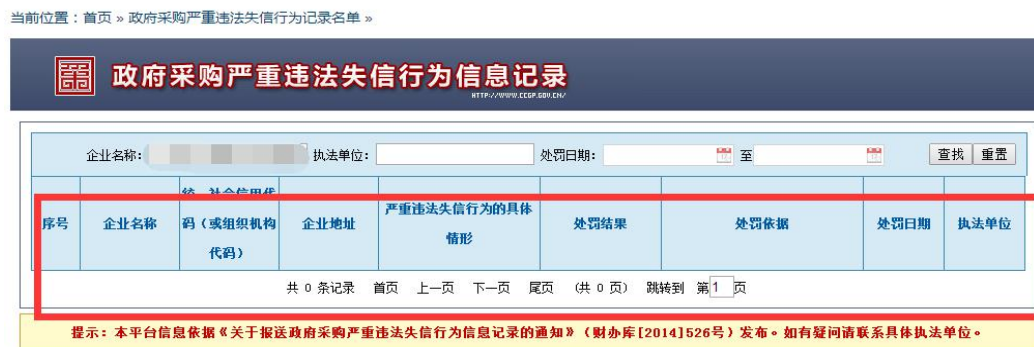 当前位置：首页 » 政府采购严重违法失信行为记录名单 »
政府采购严重违法失信行为信息记录
HTTP://WWW.CCGP.GOV.CN/
企业名称： 执法单位： 处罚日期： 至 查找 重置
序号 企业名称 统一社会信用代码（或组织机构代码） 企业地址 严重违法失信行为的具体情形 处罚结果 处罚依据 处罚日期 执法单位
共 0 条记录 首页 上一页 下一页 尾页 （共 0 页） 跳转到 第1 页
提示：本平台信息依据《关于报送政府采购严重违法失信行为信息记录的通知》（财办库[2014]526号）发布。如有疑问请联系具体执法单位。